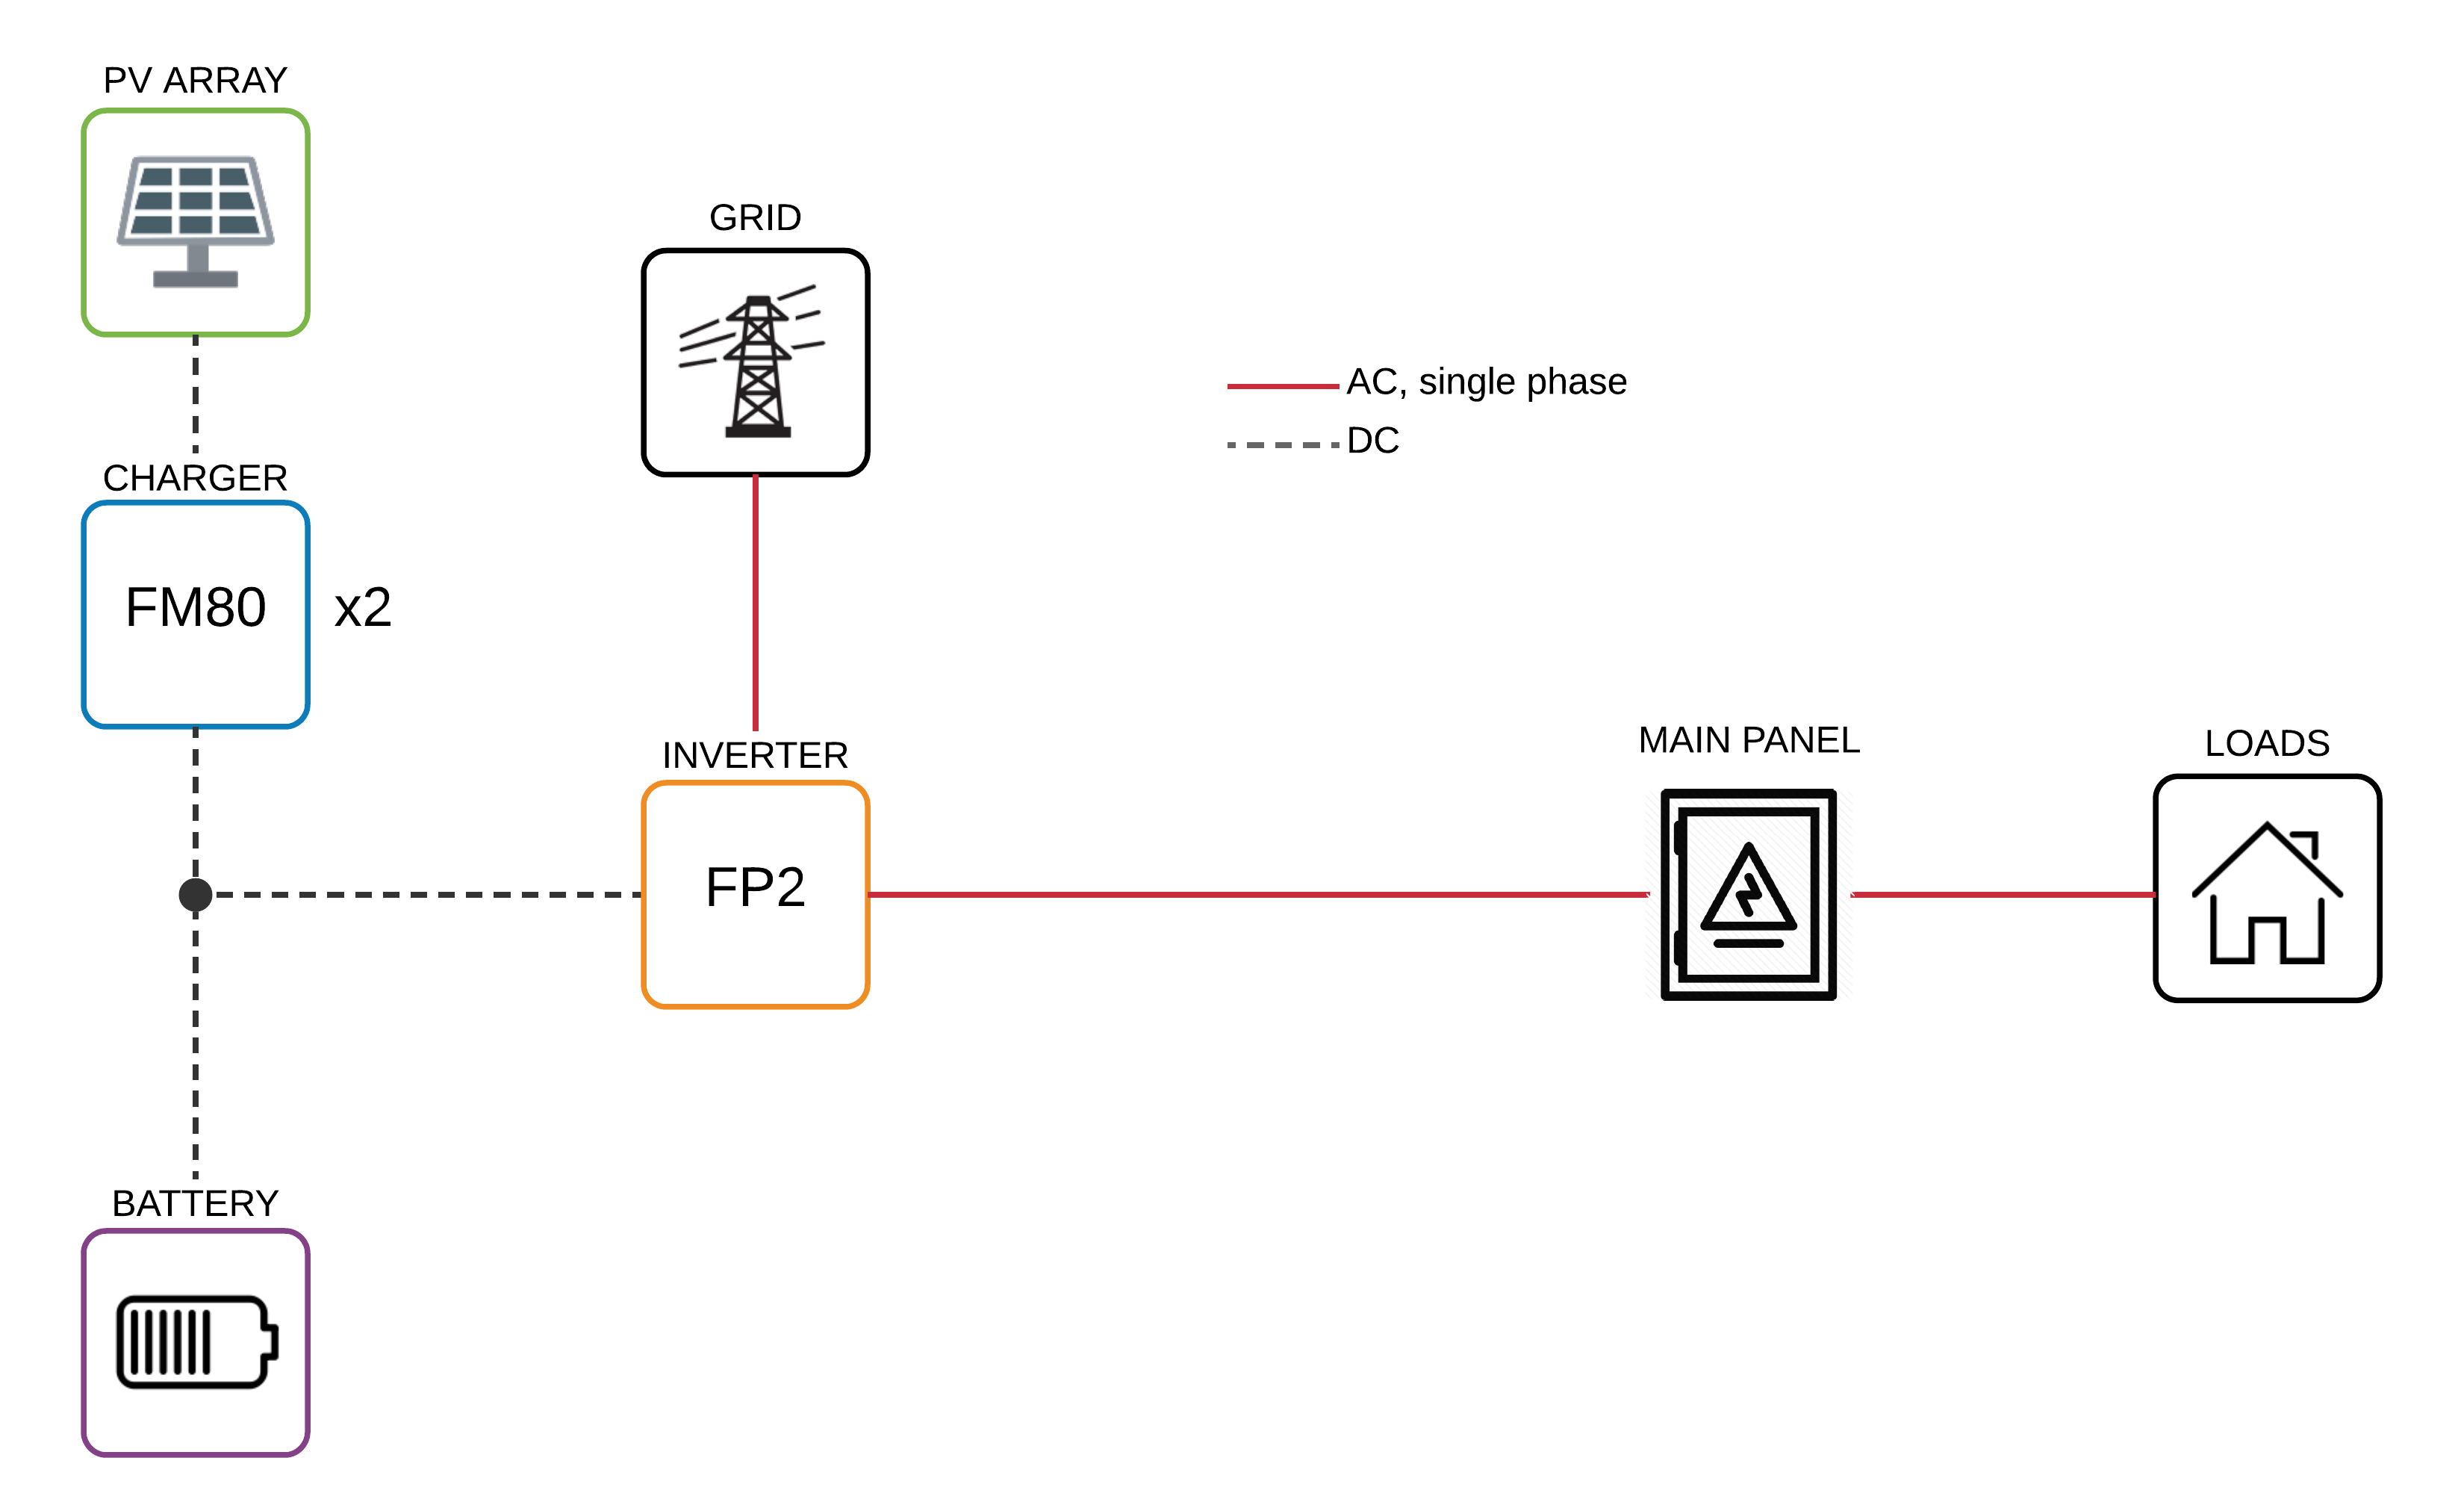 PV ARRAY
GRID
AC, single phase
DC
CHARGER
FM80
x2
INVERTER
FP2
MAIN PANEL
LOADS
BATTERY